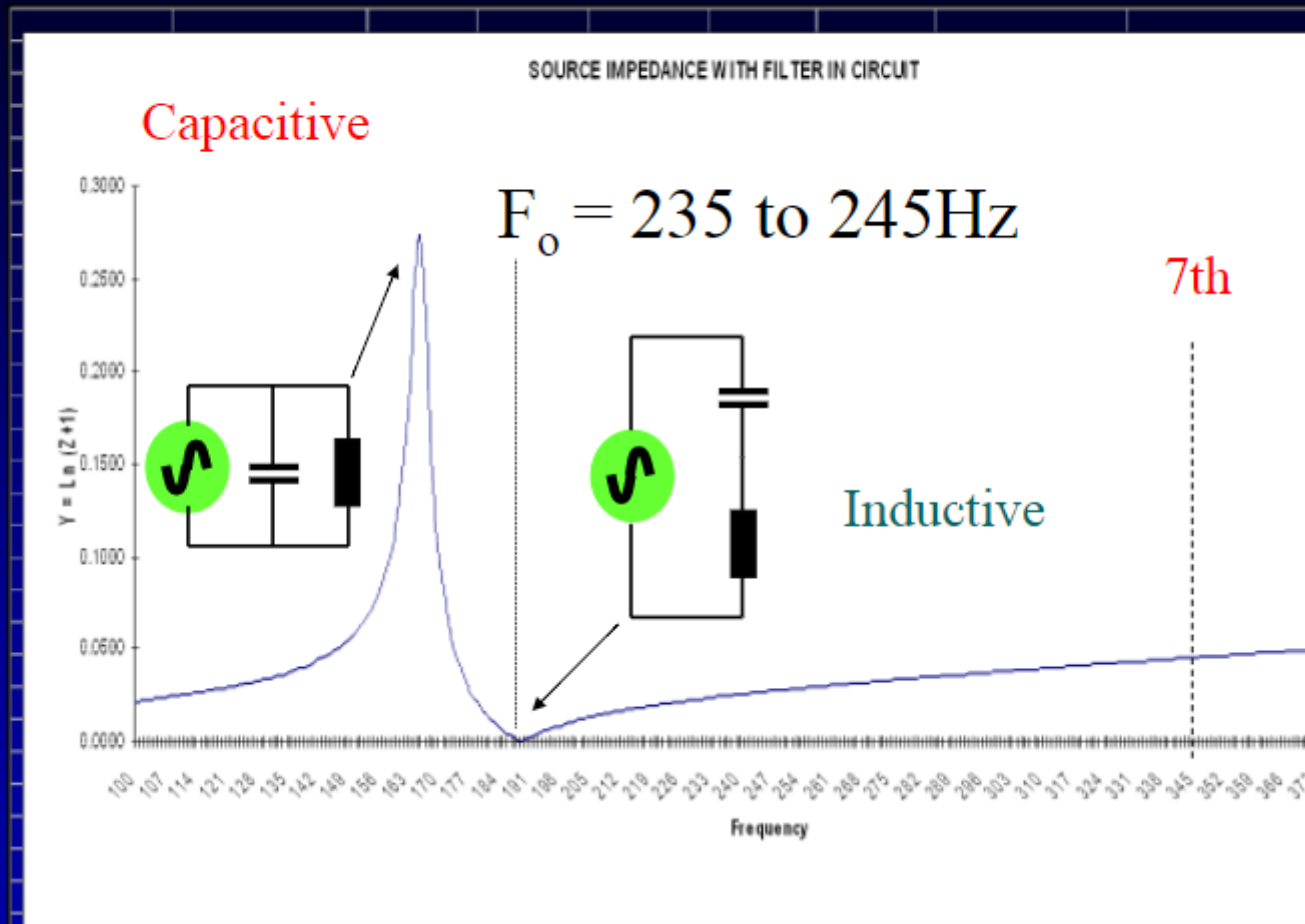 SOURCE IMPEDANCE WITH FILTER IN CIRCUIT
Capacitive
F₀ = 235 to 245Hz
7th
Inductive
Y = Ln (Z+1)
0.3000
0.2500
0.2000
0.1500
0.1000
0.0500
0.0000
100 107 114 121 128 135 142 149 156 163 170 177 184 191 198 205 212 219 226 233 240 247 254 261 268 275 282 289 296 303 310 317 324 331 338 345 352 359 366
Frequency